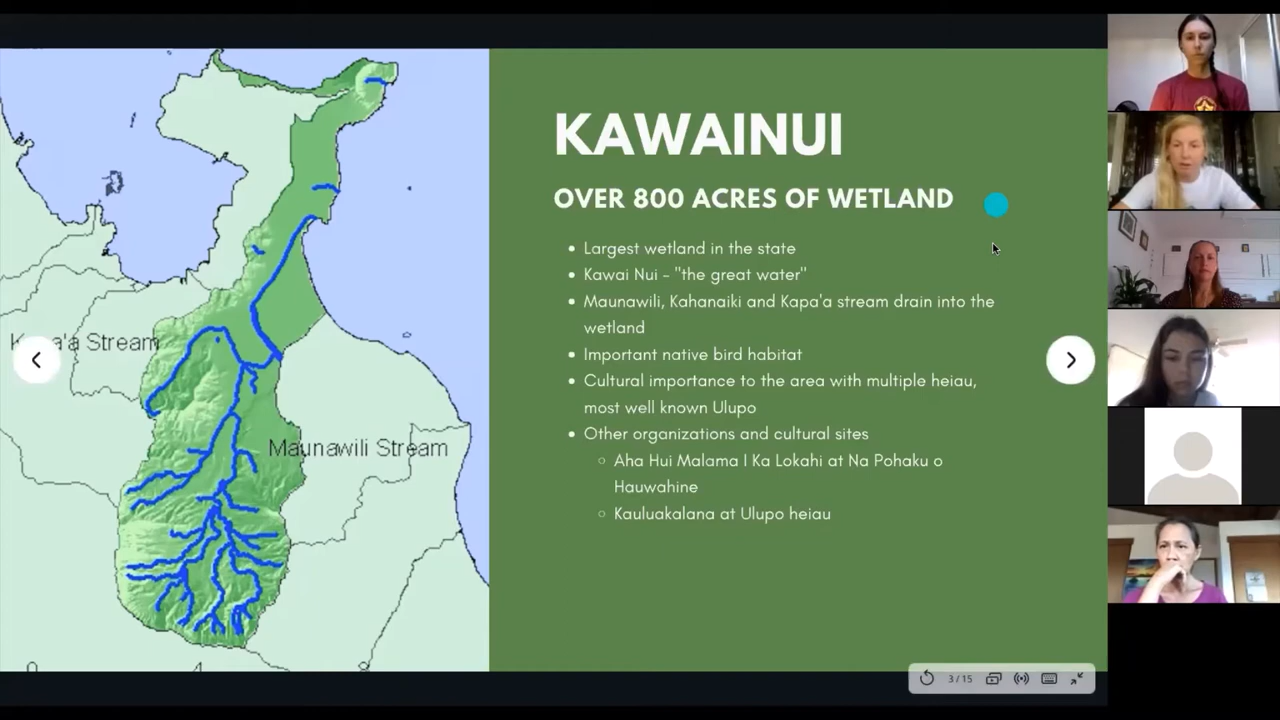 KAWAINUI
OVER 800 ACRES OF WETLAND
• Largest wetland in the state
• Kawai Nui - "the great water"
• Maunawili, Kahanaiki and Kapa'a stream drain into the
wetland
• Important native bird habitat
• Cultural importance to the area with multiple heiau,
most well known Ulupo
• Other organizations and cultural sites
○ Aha Hui Malama I Ka Lokahi at Na Pohaku o
Hauwahine
○ Kauluakalana at Ulupo heiau
Stream
Maunawili Stream
3 / 15